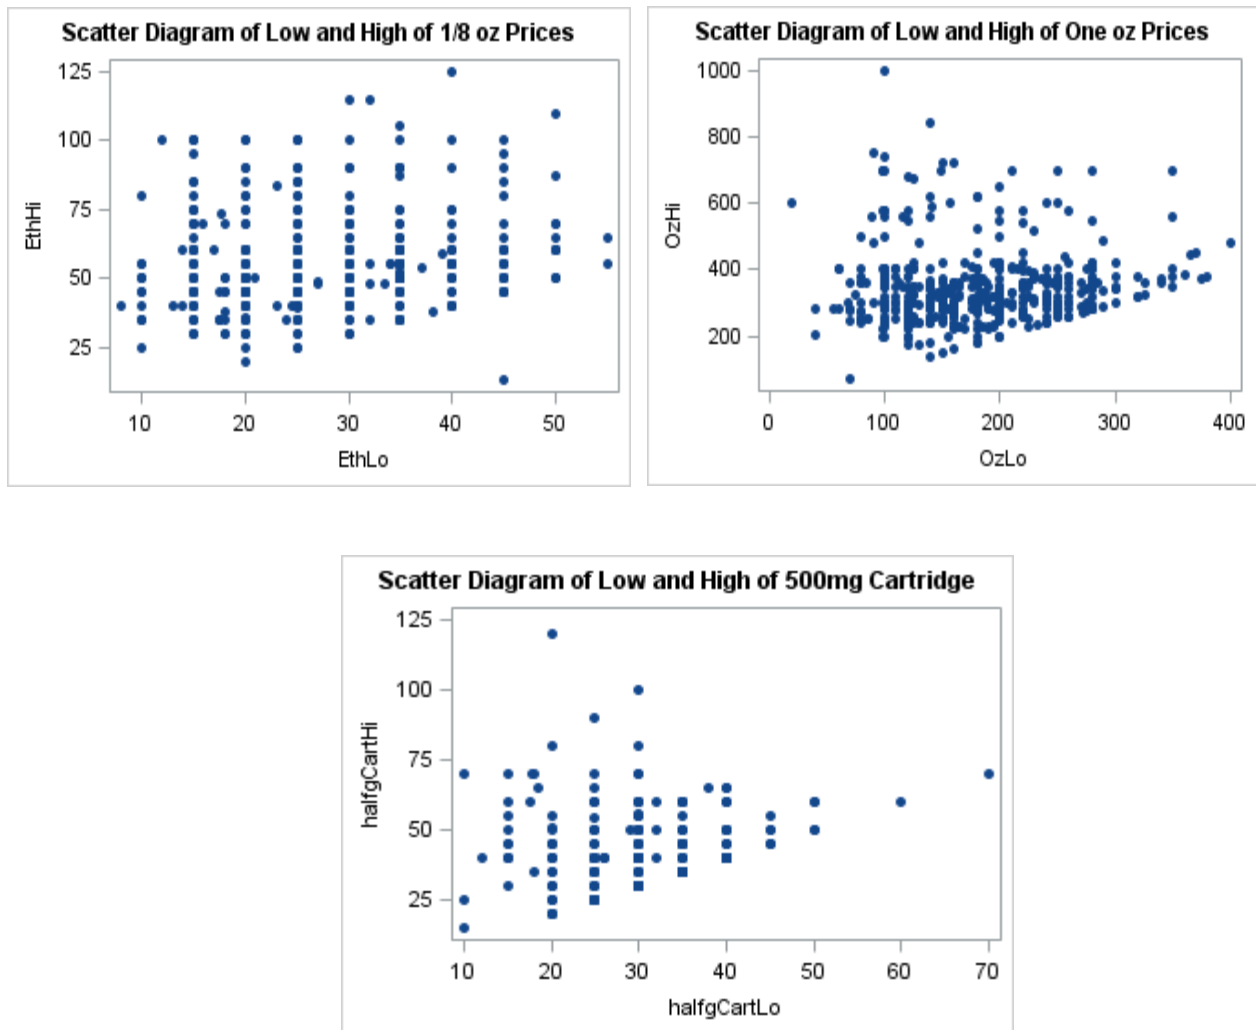 Scatter Diagram of Low and High of 1/8 oz Prices
EthHi
125
100
75
50
25
10 20 30 40 50
EthLo
Scatter Diagram of Low and High of One oz Prices
OzHi
1000
800
600
400
200
0 100 200 300 400
OzLo
Scatter Diagram of Low and High of 500mg Cartridge
halfgCartHi
125
100
75
50
25
10 20 30 40 50 60 70
halfgCartLo